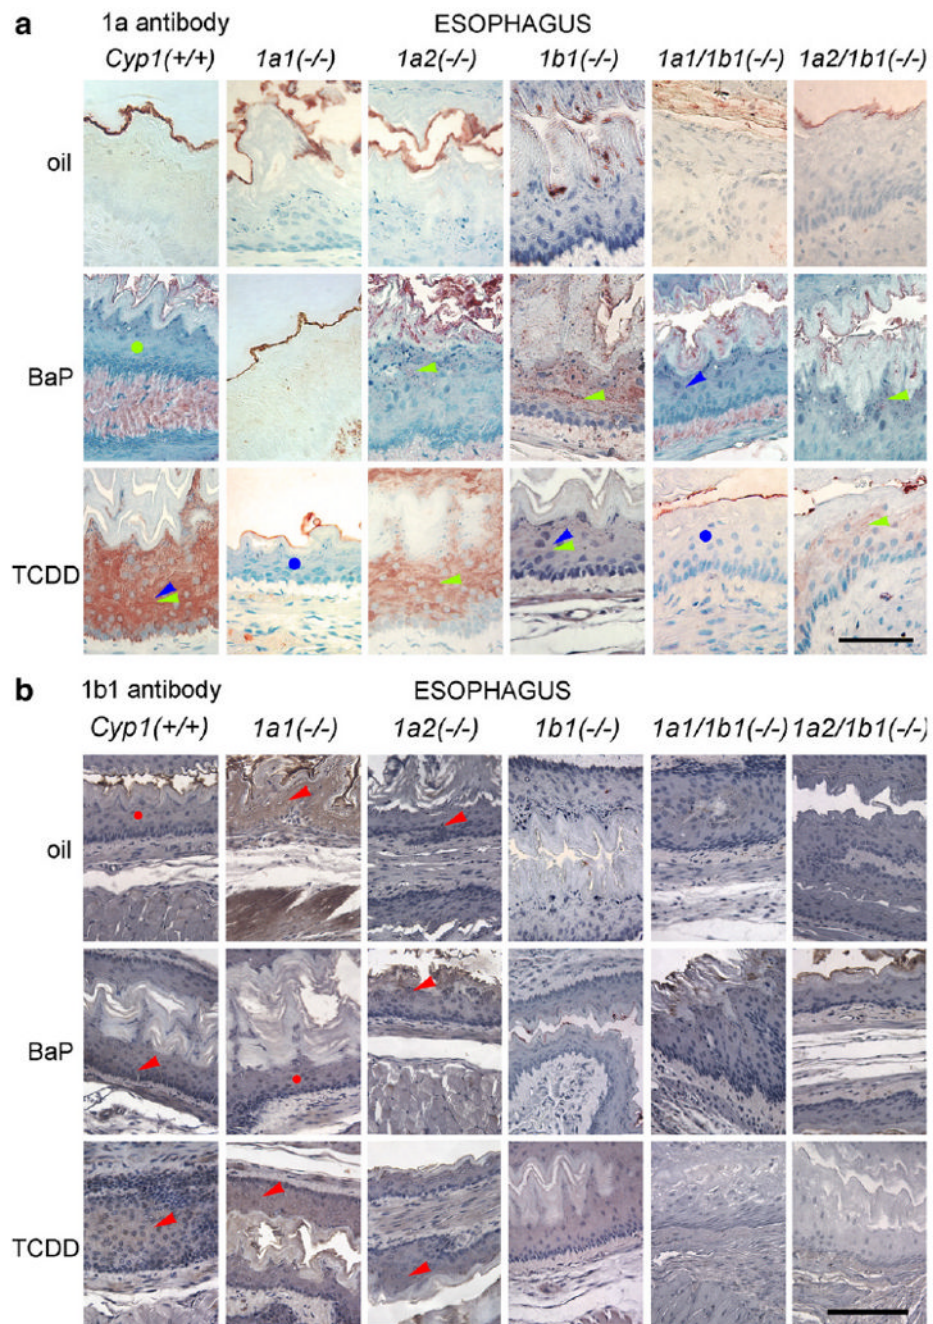 a
1a antibody ESOPHAGUS
Cyp1(+/+) 1a1(-/-) 1a2(-/-) 1b1(-/-) 1a1/1b1(-/-) 1a2/1b1(-/-)
oil
BaP
TCDD
b
1b1 antibody ESOPHAGUS
Cyp1(+/+) 1a1(-/-) 1a2(-/-) 1b1(-/-) 1a1/1b1(-/-) 1a2/1b1(-/-)
oil
BaP
TCDD